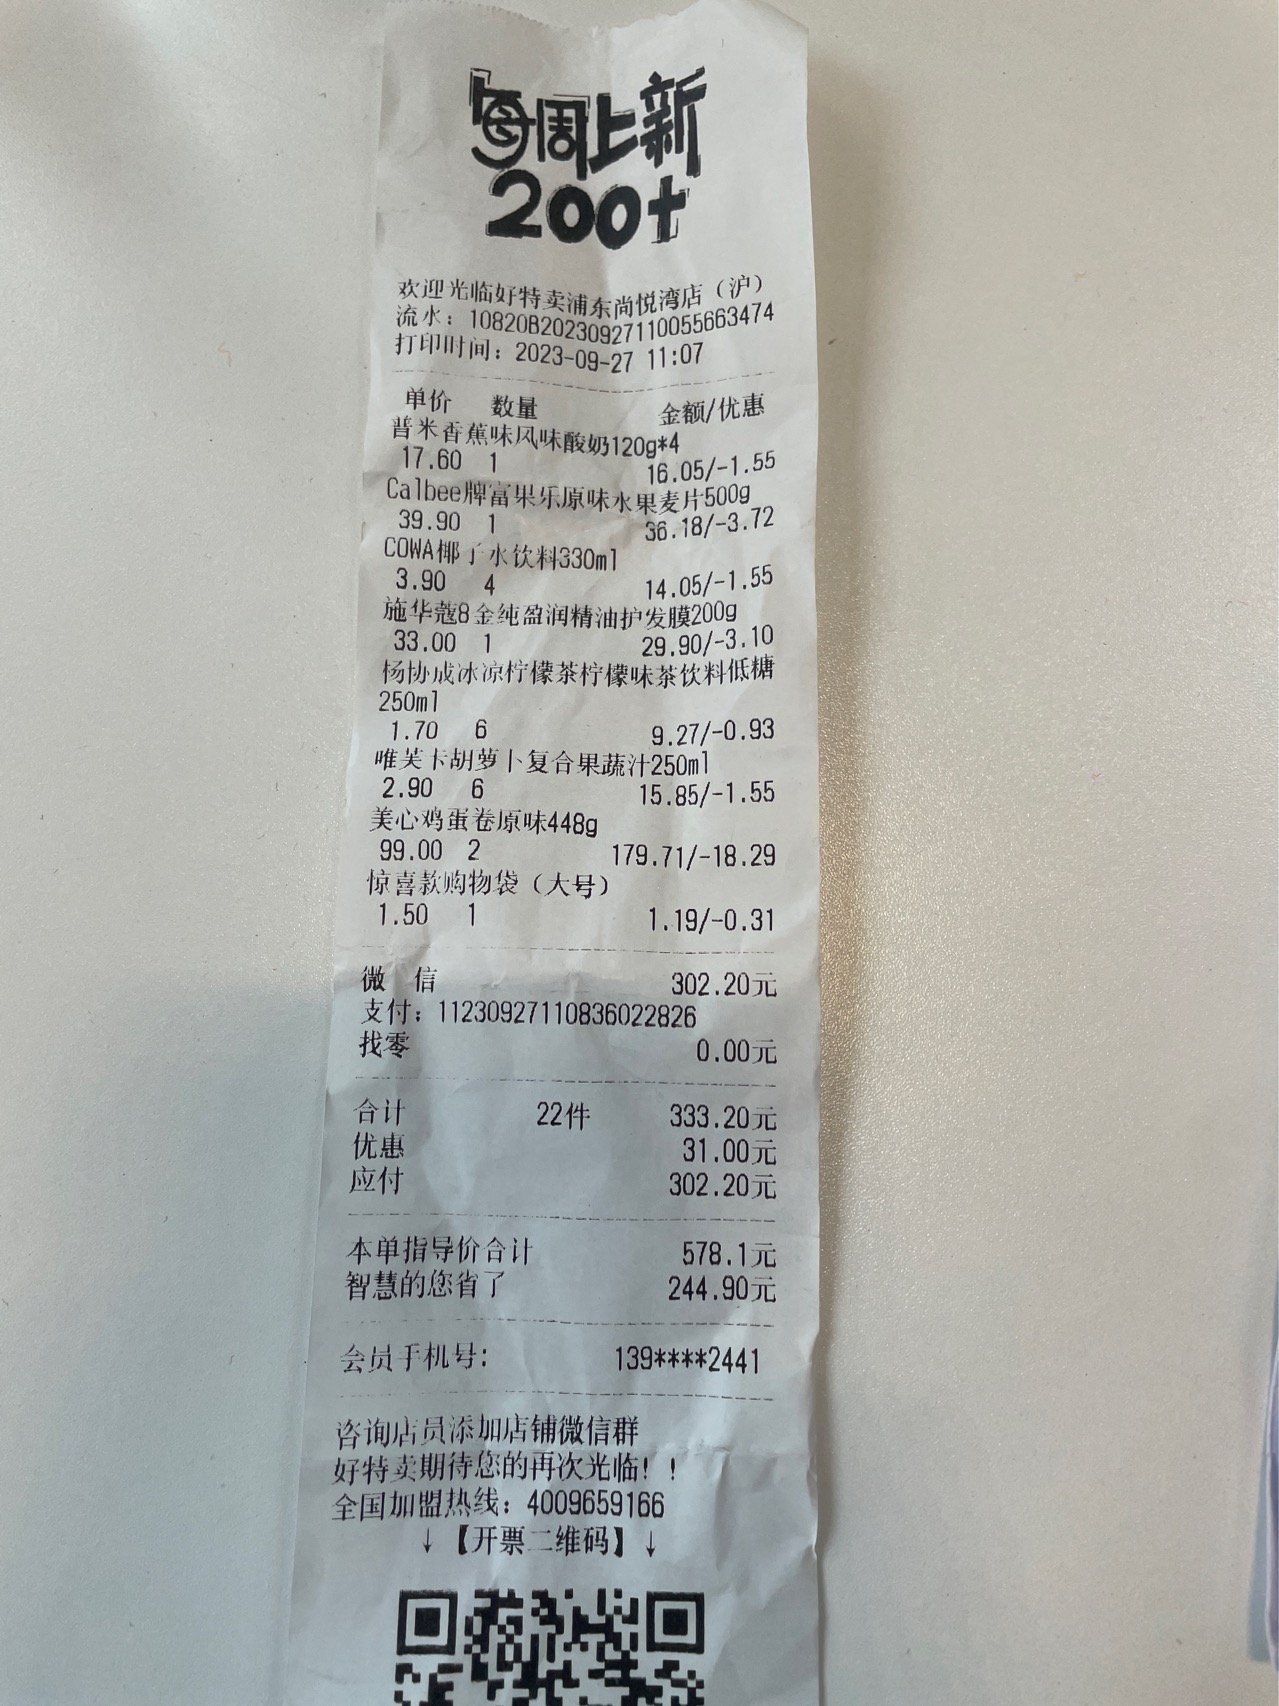 每周上新
200+
欢迎光临好特卖浦东尚悦湾店（沪）
流水：10820B20230927110055663474
打印时间：2023-09-27 11:07
单价 数量 金额/优惠
普米香蕉味风味酸奶120g*4
17.60 1 16.05/-1.55
Calbee牌富果乐原味水果麦片500g
39.90 1 36.18/-3.72
COWA椰子水饮料330ml
3.90 4 14.05/-1.55
施华蔻8金纯盈润精油护发膜200g
33.00 1 29.90/-3.10
杨协成冰凉柠檬茶柠檬味茶饮料低糖
250ml
1.70 6 9.27/-0.93
唯芙卡胡萝卜复合果蔬汁250ml
2.90 6 15.85/-1.55
美心鸡蛋卷原味448g
99.00 2 179.71/-18.29
惊喜款购物袋（大号）
1.50 1 1.19/-0.31
微 信 302.20元
支付：11230927110836022826
找零 0.00元
合计 22件 333.20元
优惠 31.00元
应付 302.20元
本单指导价合计 578.1元
智慧的您省了 244.90元
会员手机号: 139****2441
咨询店员添加店铺微信群
好特卖期待您的再次光临！！
全国加盟热线：4009659166
↓【开票二维码】↓